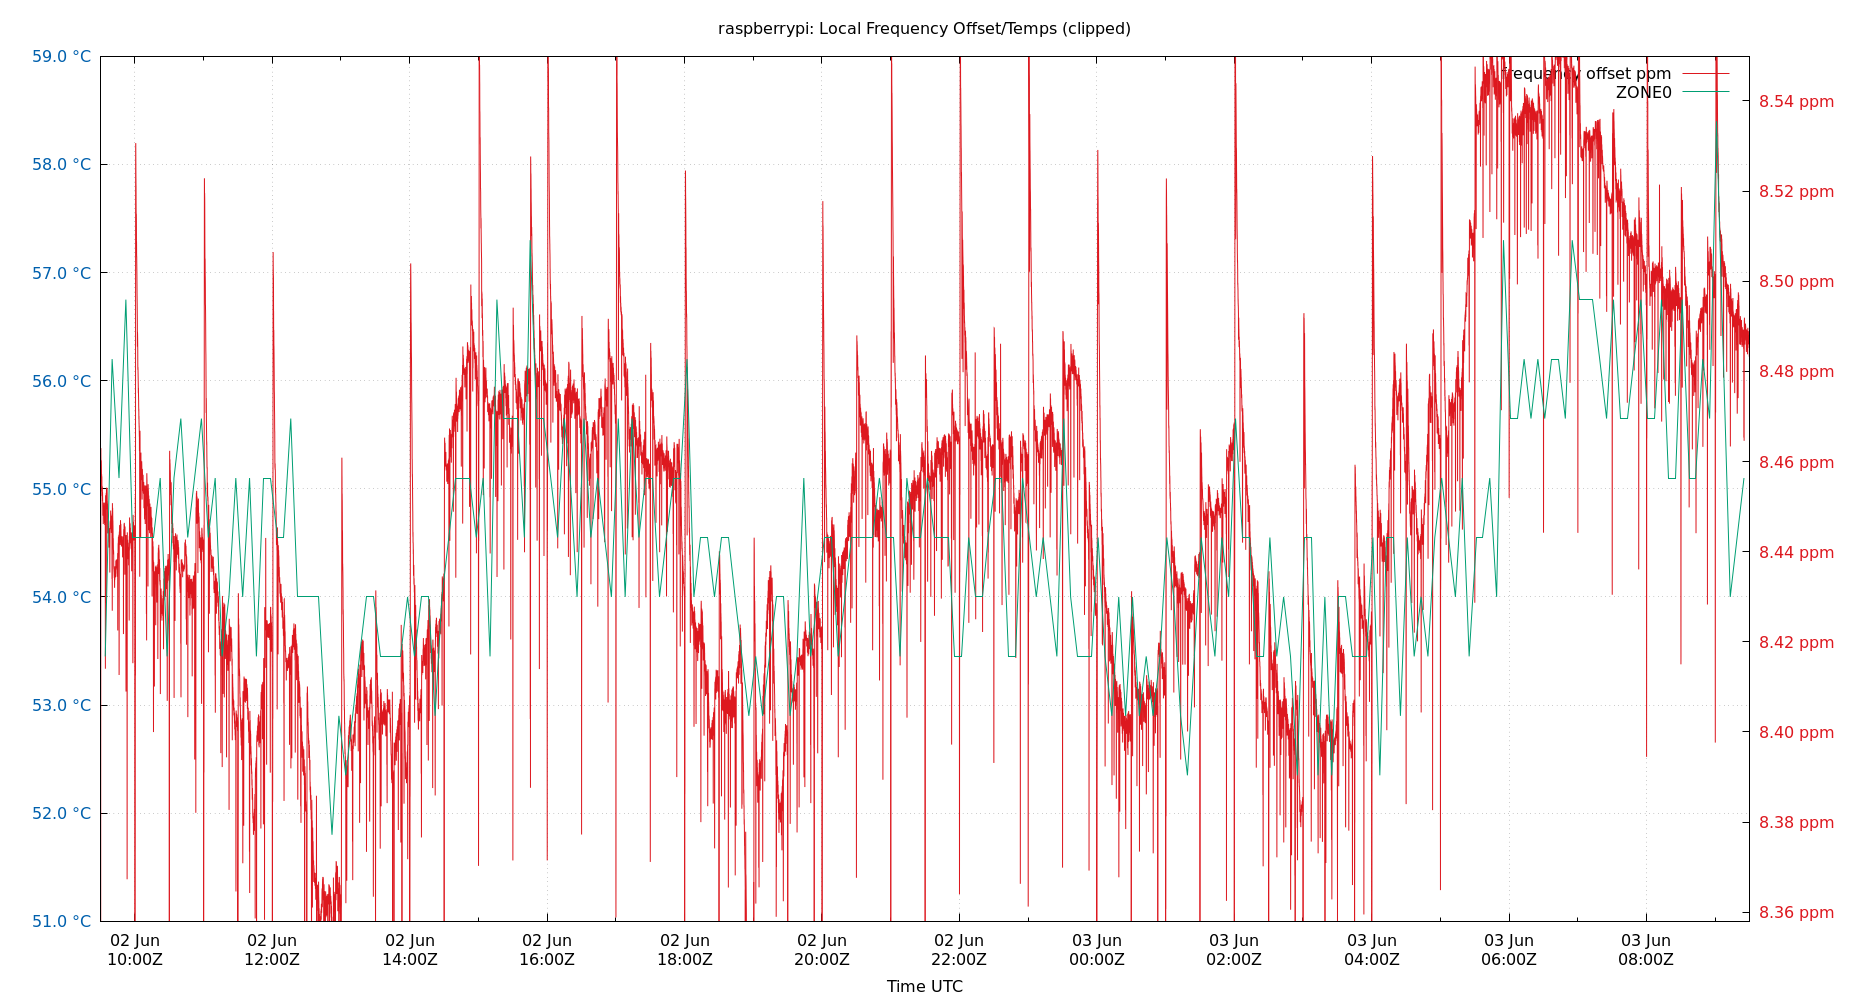 raspberrypi: Local Frequency Offset/Temps (clipped)
frequency offset ppm
ZONE0
59.0 °C
58.0 °C
57.0 °C
56.0 °C
55.0 °C
54.0 °C
53.0 °C
52.0 °C
51.0 °C
8.54 ppm
8.52 ppm
8.50 ppm
8.48 ppm
8.46 ppm
8.44 ppm
8.42 ppm
8.40 ppm
8.38 ppm
8.36 ppm
02 Jun 02 Jun 02 Jun 02 Jun 02 Jun 02 Jun 02 Jun 03 Jun 03 Jun 03 Jun 03 Jun 03 Jun
10:00Z 12:00Z 14:00Z 16:00Z 18:00Z 20:00Z 22:00Z 00:00Z 02:00Z 04:00Z 06:00Z 08:00Z
Time UTC